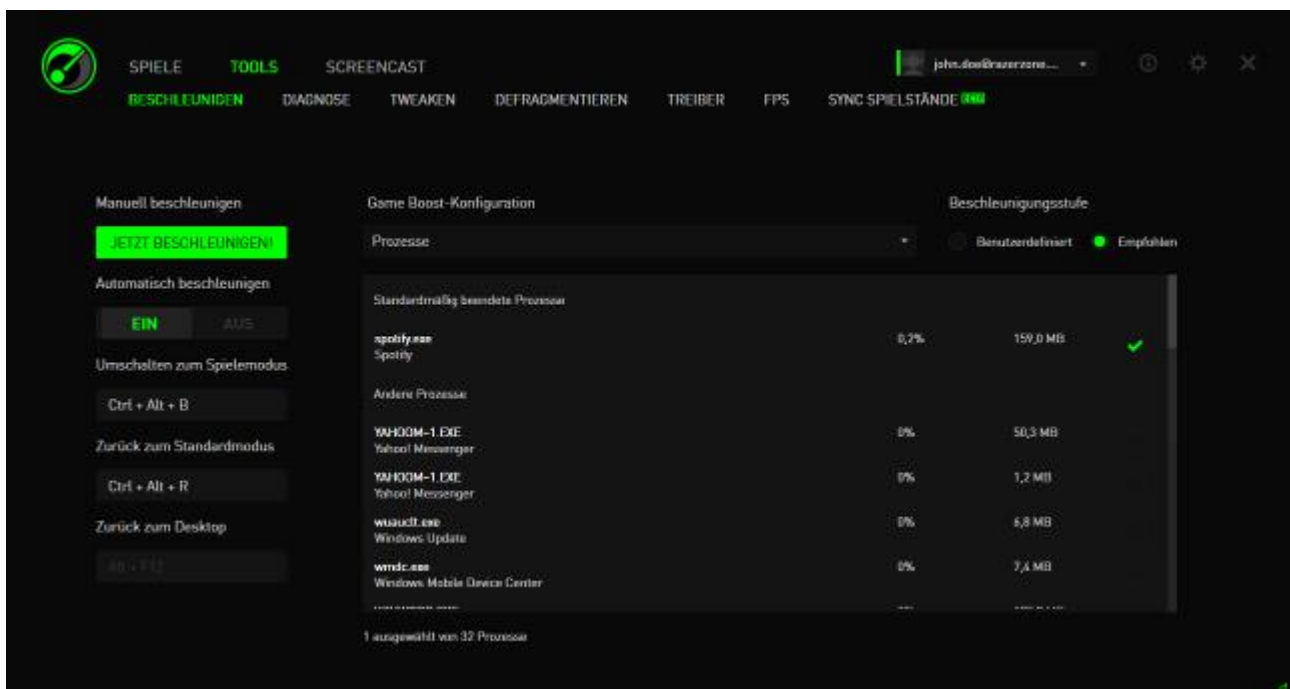 SPIELE TOOLS SCREENCAST john.doe@razerzone....
BESCHLEUNIGEN DIAGNOSE TWEAKEN DEFRAGMENTIEREN TREIBER FPS SYNC SPIELSTÄNDE
Manuell beschleunigen Game Boost-Konfiguration Beschleunigungsstufe
JETZT BESCHLEUNIGEN! Prozesse Benutzerdefiniert Empfohlen
Automatisch beschleunigen
Standardmäßig beendete Prozesse
EIN AUS
spotify.exe 0,2% 159,0 MB
Spotify
Umschalten zum Spielemodus
Andere Prozesse
Ctrl + Alt + B
YAHOOM~1.EXE 0% 50,3 MB
Yahoo! Messenger
Zurück zum Standardmodus
YAHOOM~1.EXE 0% 1,2 MB
Yahoo! Messenger
Ctrl + Alt + R
wuauclt.exe 0% 6,8 MB
Windows Update
Zurück zum Desktop
wmdc.exe 0% 7,4 MB
Windows Mobile Device Center
1 ausgewählt von 32 Prozesse